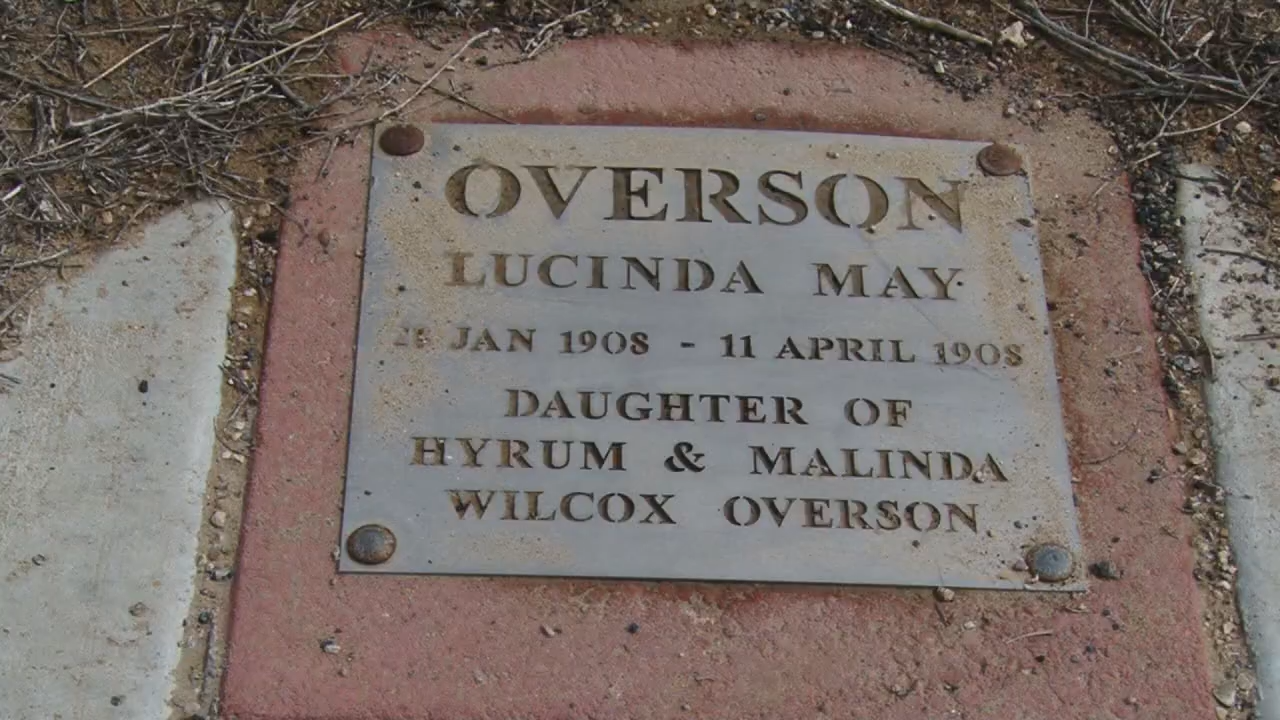 OVERSON
LUCINDA MAY
JAN 1908 - 11 APRIL 1908
DAUGHTER OF
HYRUM & MALINDA
WILCOX OVERSON